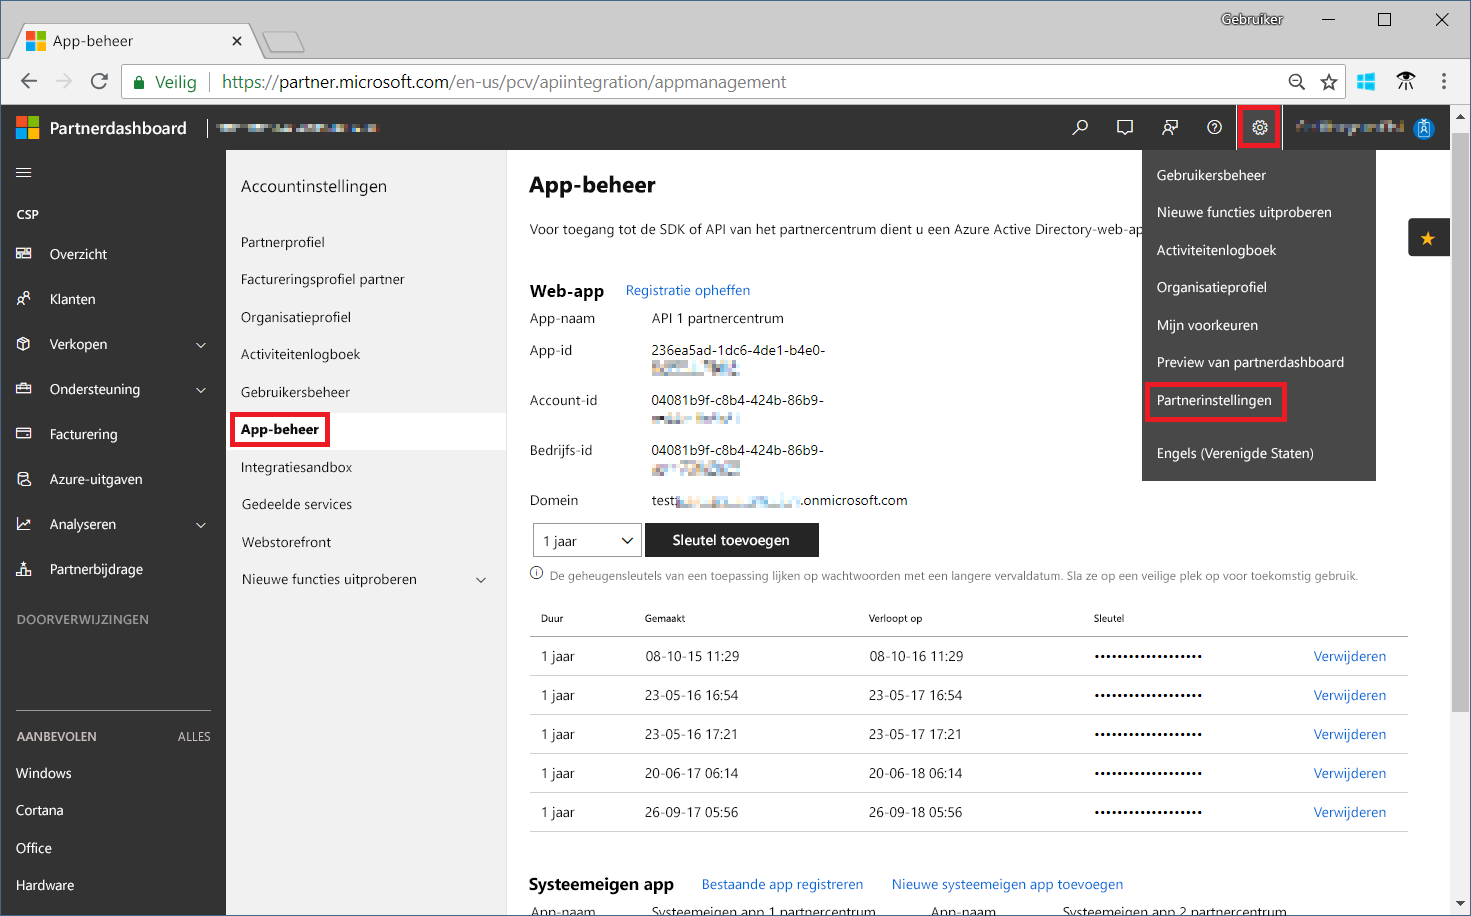 Gebruiker
App-beheer
Veilig
https://partner.microsoft.com/en-us/pcv/apiintegration/appmanagement
Partnerdashboard
CSP
Overzicht
Klanten
Verkopen
Ondersteuning
Facturering
Azure-uitgaven
Analyseren
Partnerbijdrage
DOORVERWIJZINGEN
AANBEVOLEN ALLES
Windows
Cortana
Office
Hardware
Accountinstellingen
Partnerprofiel
Factureringsprofiel partner
Organisatieprofiel
Activiteitenlogboek
Gebruikersbeheer
App-beheer
Integratiesandbox
Gedeelde services
Webstorefront
Nieuwe functies uitproberen
App-beheer
Voor toegang tot de SDK of API van het partnercentrum dient u een Azure Active Directory-web-ap
Web-app Registratie opheffen
App-naam API 1 partnercentrum
App-id 236ea5ad-1dc6-4de1-b4e0-
Account-id 04081b9f-c8b4-424b-86b9-
Bedrijfs-id 04081b9f-c8b4-424b-86b9-
Domein test .onmicrosoft.com
1 jaar Sleutel toevoegen
De geheugensleutels van een toepassing lijken op wachtwoorden met een langere vervaldatum. Sla ze op een veilige plek op voor toekomstig gebruik.
Duur Gemaakt Verloopt op Sleutel
1 jaar 08-10-15 11:29 08-10-16 11:29 ••••••••••••••••••• Verwijderen
1 jaar 23-05-16 16:54 23-05-17 16:54 ••••••••••••••••••• Verwijderen
1 jaar 23-05-16 17:21 23-05-17 17:21 ••••••••••••••••••• Verwijderen
1 jaar 20-06-17 06:14 20-06-18 06:14 ••••••••••••••••••• Verwijderen
1 jaar 26-09-17 05:56 26-09-18 05:56 ••••••••••••••••••• Verwijderen
Systeemeigen app Bestaande app registreren Nieuwe systeemeigen app toevoegen
App-naam Systeemeigen app 1 partnercentrum App-naam Systeemeigen app 2 partnercentrum
Gebruikersbeheer
Nieuwe functies uitproberen
Activiteitenlogboek
Organisatieprofiel
Mijn voorkeuren
Preview van partnerdashboard
Partnerinstellingen
Engels (Verenigde Staten)